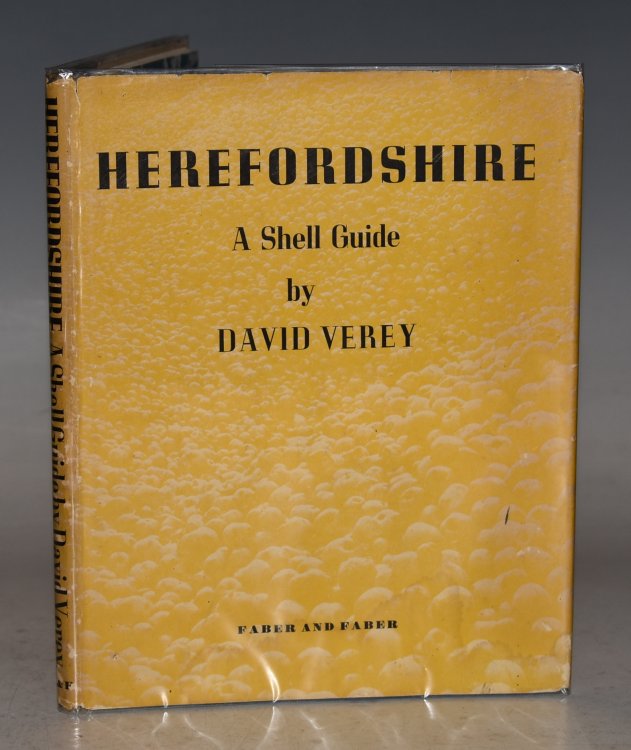 HEREFORDSHIRE
A Shell Guide
by
DAVID VEREY
FABER AND FABER
HEREFORDSHIRE A Shell Guide by David Verey
&F